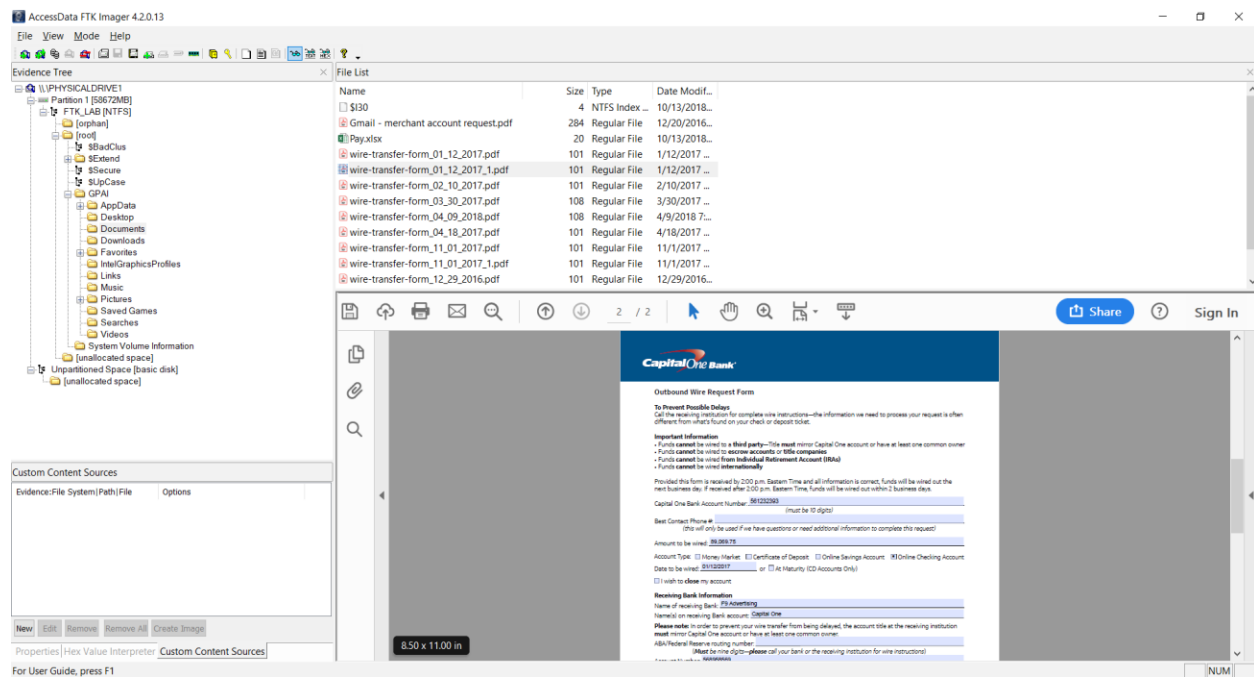 AccessData FTK Imager 4.2.0.13
File View Mode Help
Evidence Tree
\\.\PHYSICALDRIVE1
Partition 1 [58672MB]
FTK_LAB [NTFS]
[orphan]
[root]
$BadClus
$Extend
$Secure
$UpCase
GPAI
AppData
Desktop
Documents
Downloads
Favorites
IntelGraphicsProfiles
Links
Music
Pictures
Saved Games
Searches
Videos
System Volume Information
[unallocated space]
Unpartitioned Space [basic disk]
[unallocated space]
Custom Content Sources
Evidence:File System|Path|File Options
New Edit Remove Remove All Create Image
Properties Hex Value Interpreter Custom Content Sources
For User Guide, press F1
File List
Name Size Type Date Modif...
$I30 4 NTFS Index ... 10/13/2018...
Gmail - merchant account request.pdf 284 Regular File 12/20/2016...
Pay.xlsx 20 Regular File 10/13/2018...
wire-transfer-form_01_12_2017.pdf 101 Regular File 1/12/2017 ...
wire-transfer-form_01_12_2017_1.pdf 101 Regular File 1/12/2017 ...
wire-transfer-form_02_10_2017.pdf 101 Regular File 2/10/2017 ...
wire-transfer-form_03_30_2017.pdf 108 Regular File 3/30/2017 ...
wire-transfer-form_04_09_2018.pdf 108 Regular File 4/9/2018 7:...
wire-transfer-form_04_18_2017.pdf 101 Regular File 4/18/2017 ...
wire-transfer-form_11_01_2017.pdf 101 Regular File 11/1/2017 ...
wire-transfer-form_11_01_2017_1.pdf 101 Regular File 11/1/2017 ...
wire-transfer-form_12_29_2016.pdf 101 Regular File 12/29/2016...
2 / 2 Share Sign In
CapitalOne Bank
Outbound Wire Request Form
To Prevent Possible Delays
Call the receiving institution for complete wire instructions—the information we need to process your request is often
different from what's found on your check or deposit ticket.
Important Information
• Funds cannot be wired to a third party—Title must mirror Capital One account or have at least one common owner
• Funds cannot be wired to escrow accounts or title companies
• Funds cannot be wired from Individual Retirement Account (IRAs)
• Funds cannot be wired internationally
Provided this form is received by 2:00 p.m. Eastern Time and all information is correct, funds will be wired out the
next business day. If received after 2:00 p.m. Eastern Time, funds will be wired out within 2 business days.
Capital One Bank Account Number: 561232393
(must be 10 digits)
Best Contact Phone #:
(this will only be used if we have questions or need additional information to complete this request)
Amount to be wired: 89,069.75
Account Type: Money Market Certificate of Deposit Online Savings Account Online Checking Account
Date to be wired: 01/12/2017 or At Maturity (CD Accounts Only)
I wish to close my account
Receiving Bank Information
Name of receiving Bank: F9 Advertising
Name(s) on receiving Bank account: Capital One
Please note: In order to prevent your wire transfer from being delayed, the account title at the receiving institution
must mirror Capital One account or have at least one common owner.
ABA/Federal Reserve routing number:
(Must be nine digits—please call your bank or the receiving institution for wire instructions)
8.50 x 11.00 in
NUM